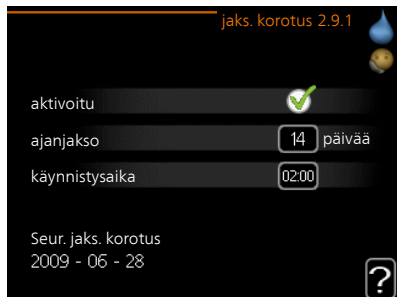 jaks. korotus 2.9.1
aktivoitu
ajanjakso 14 päivää
käynnistysaika 02:00
Seur. jaks. korotus
2009 - 06 - 28
?